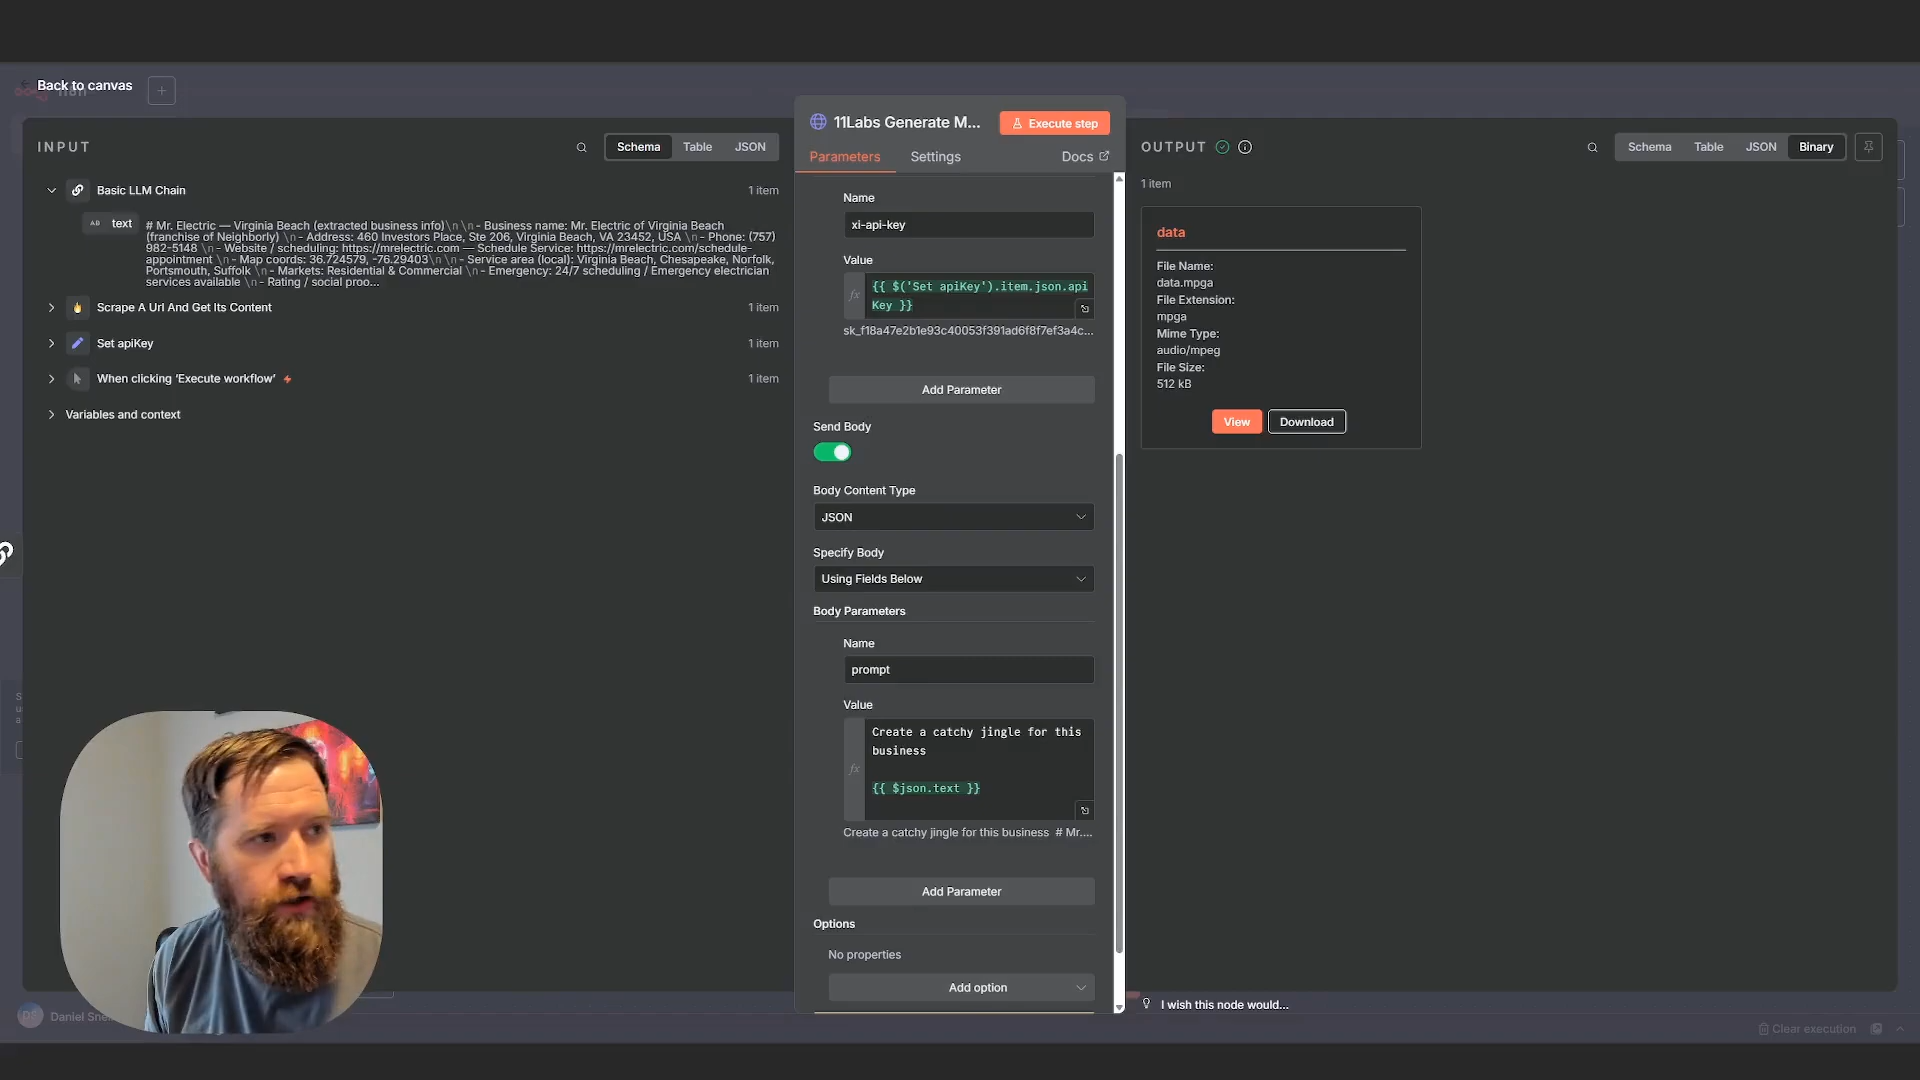 Back to canvas
INPUT
Schema
Table
JSON
Basic LLM Chain
1 item
AB text
# Mr. Electric — Virginia Beach (extracted business info)\n\n- Business name: Mr. Electric of Virginia Beach
(franchise of Neighborly) \n- Address: 460 Investors Place, Ste 206, Virginia Beach, VA 23452, USA \n- Phone: (757)
982-5148 \n- Website / scheduling: https://mrelectric.com — Schedule Service: https://mrelectric.com/schedule-
appointment \n- Map coords: 36.724579, -76.29403\n\n- Service area (local): Virginia Beach, Chesapeake, Norfolk,
Portsmouth, Suffolk \n- Markets: Residential & Commercial \n- Emergency: 24/7 scheduling / Emergency electrician
services available \n- Rating / social proo...
Scrape A Url And Get Its Content
1 item
Set apiKey
1 item
When clicking ‘Execute workflow’
1 item
Variables and context
11Labs Generate M...
Execute step
Parameters
Settings
Docs
Name
xi-api-key
Value
fx
{{ $('Set apiKey').item.json.api
Key }}
sk_f18a47e2b1e93c40053f391ad6f8f7ef3a4c...
Add Parameter
Send Body
Body Content Type
JSON
Specify Body
Using Fields Below
Body Parameters
Name
prompt
Value
fx
Create a catchy jingle for this
business
{{ $json.text }}
Create a catchy jingle for this business # Mr....
Add Parameter
Options
No properties
Add option
OUTPUT
Schema
Table
JSON
Binary
1 item
data
File Name:
data.mpga
File Extension:
mpga
Mime Type:
audio/mpeg
File Size:
512 kB
View
Download
I wish this node would...
Clear execution